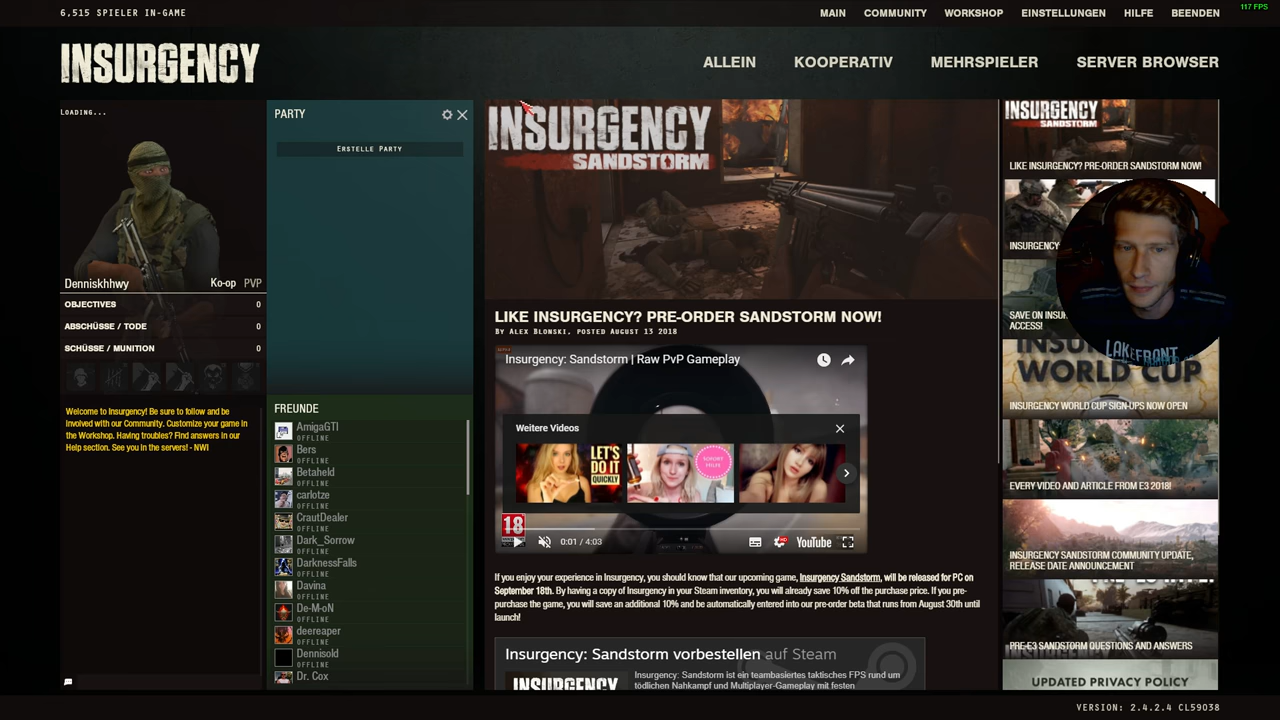 6,515 SPIELER IN-GAME
MAIN COMMUNITY WORKSHOP EINSTELLUNGEN HILFE BEENDEN
117 FPS
INSURGENCY
ALLEIN KOOPERATIV MEHRSPIELER SERVER BROWSER
LOADING...
Denniskhhwy Ko-op PVP
OBJECTIVES 0
ABSCHÜSSE / TODE 0
SCHÜSSE / MUNITION 0
Welcome to Insurgency! Be sure to follow and be
involved with our Community. Customize your game in
the Workshop. Having troubles? Find answers in our
Help section. See you in the servers! - NWI
PARTY
ERSTELLE PARTY
FREUNDE
AmigaGTI
OFFLINE
Bers
OFFLINE
Betaheld
OFFLINE
carlotze
OFFLINE
CrautDealer
OFFLINE
Dark_Sorrow
OFFLINE
DarknessFalls
OFFLINE
Davina
OFFLINE
De-M-oN
OFFLINE
deereaper
OFFLINE
Dennisold
OFFLINE
Dr. Cox
INSURGENCY
SANDSTORM
LIKE INSURGENCY? PRE-ORDER SANDSTORM NOW!
BY ALEX BLONSKI, POSTED AUGUST 13 2018
Insurgency: Sandstorm | Raw PvP Gameplay
Weitere Videos
LET'S
DO IT
QUICKLY
SOFORT
HILFE
18
0:01 / 4:03
HD
YouTube
If you enjoy your experience in Insurgency, you should know that our upcoming game, Insurgency Sandstorm, will be released for PC on
September 18th. By having a copy of Insurgency in your Steam inventory, you will already save 10% off the purchase price. If you pre-
purchase the game, you will save an additional 10% and be automatically entered into our pre-order beta that runs from August 30th until
launch!
Insurgency: Sandstorm vorbestellen auf Steam
INSURGENCY
Insurgency: Sandstorm ist ein teambasiertes taktisches FPS rund um
tödlichen Nahkampf und Multiplayer-Gameplay mit festen
INSURGENCY
SANDSTORM
LIKE INSURGENCY? PRE-ORDER SANDSTORM NOW!
INSURGENCY
SAVE ON
ACCESS!
LAKEFRONT
WORLD CUP
INSURGENCY WORLD CUP SIGN-UPS NOW OPEN
EVERY VIDEO AND ARTICLE FROM E3 2018!
INSURGENCY SANDSTORM COMMUNITY UPDATE,
RELEASE DATE ANNOUNCEMENT
PRE-E3 SANDSTORM QUESTIONS AND ANSWERS
UPDATED PRIVACY POLICY
VERSION: 2.4.2.4 CL59038